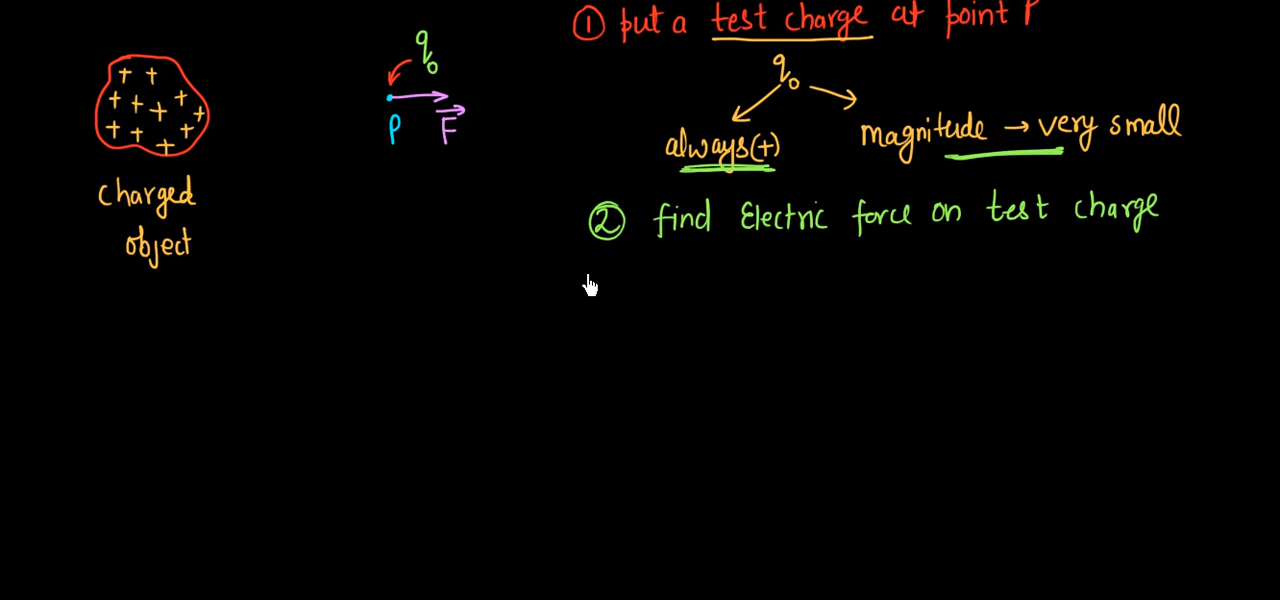 ① put a test charge at point P
q₀
q₀
P
F
always(+)
magnitude → very small
charged
object
② find Electric force on test charge